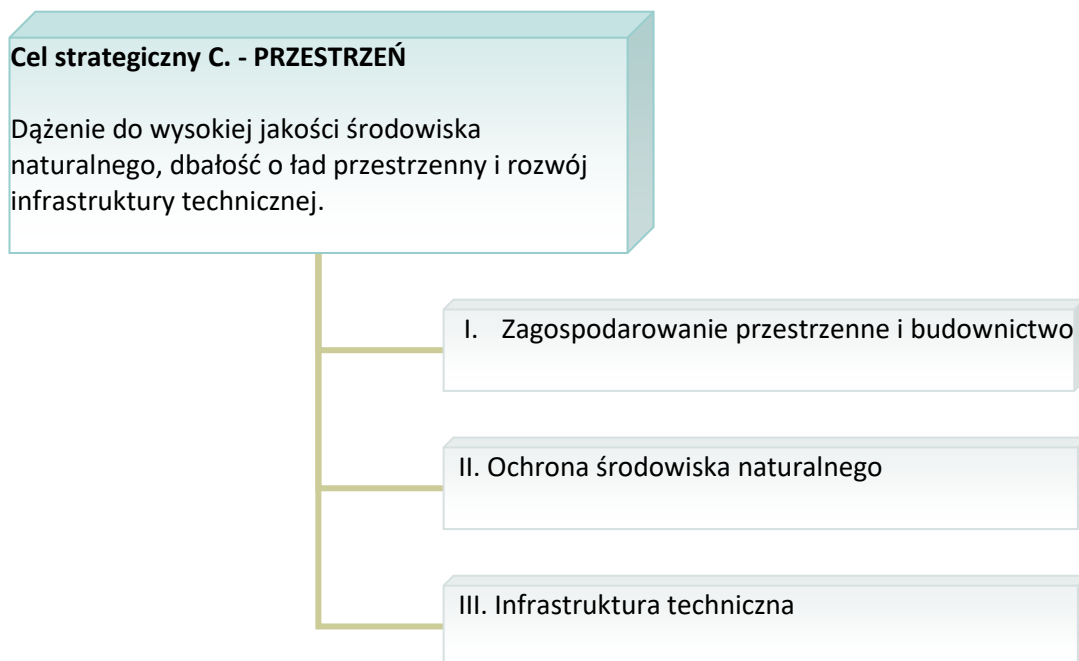 Cel strategiczny C. - PRZESTRZEŃ
Dążenie do wysokiej jakości środowiska
naturalnego, dbałość o ład przestrzenny i rozwój
infrastruktury technicznej.
I. Zagospodarowanie przestrzenne i budownictwo
II. Ochrona środowiska naturalnego
III. Infrastruktura techniczna